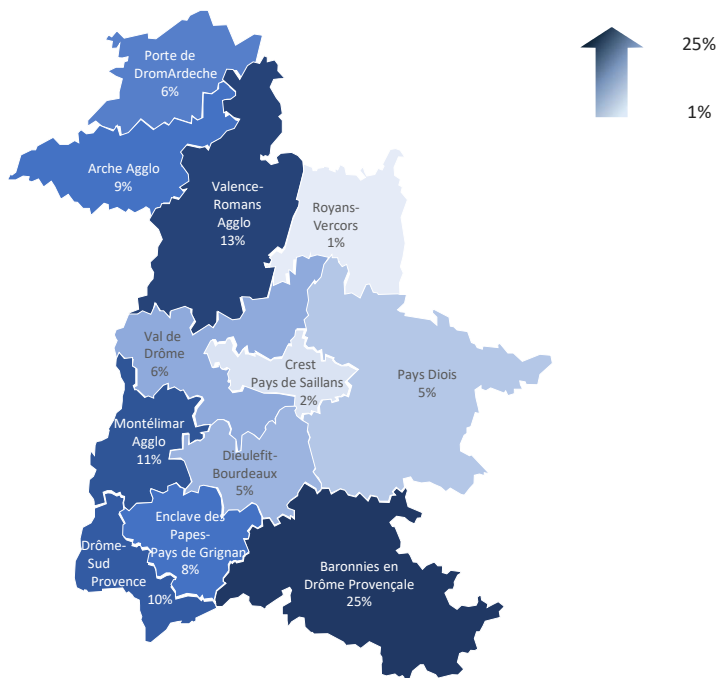 Porte de
DromArdeche
6%
25%
1%
Arche Agglo
9%
Valence-
Romans
Agglo
13%
Royans-
Vercors
1%
Val de
Drôme
6%
Crest
Pays de Saillans
2%
Pays Diois
5%
Montélimar
Agglo
11%
Dieulefit-
Bourdeaux
5%
Enclave des
Papes-
Pays de Grignan
8%
Drôme-
Sud
Provence
10%
Baronnies en
Drôme Provençale
25%